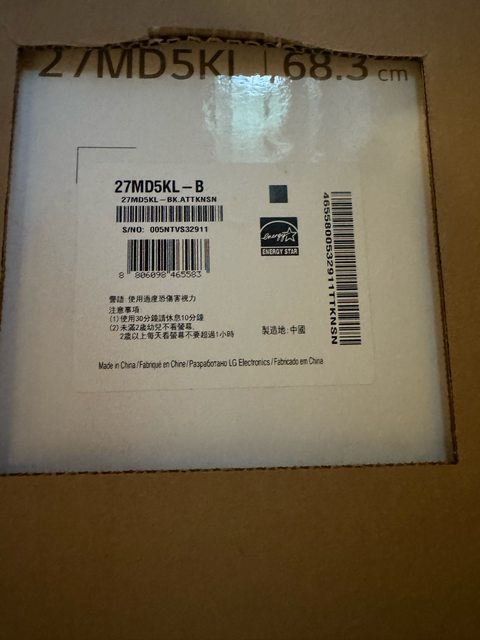 27MD5KL | 68.3 cm
27MD5KL-B
27MD5KL-BK.ATTKNSN
S/NO: 005NTVS32911
8 806098 465583
energy
ENERGY STAR
4655800532911TTKNSN
警語 使用過度恐傷害視力
注意事項
(1)使用30分鐘請休息10分鐘
(2)未滿2歲幼兒不看螢幕,
2歲以上每天看螢幕不要超過1小時
製造地: 中國
Made in China / Fabriqué en Chine / Разработано LG Electronics / Fabricado em China